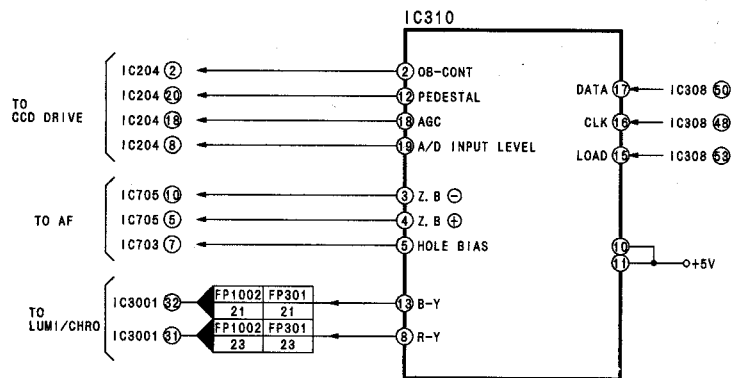 IC310
TO
CCD DRIVE
IC204 ② ② OB-CONT
IC204 ⑳ ⑫ PEDESTAL
IC204 ⑱ ⑱ AGC
IC204 ⑧ ⑲ A/D INPUT LEVEL
DATA ⑰ IC308 ㊿
CLK ⑯ IC308 ㊽
LOAD ⑮ IC308 53
TO AF
IC705 ⑩ ③ Z.B ⊖
IC705 ⑤ ④ Z.B ⊕
IC703 ⑦ ⑤ HOLE BIAS
⑩
⑪ +5V
TO
LUMI/CHRO
IC3001 ㉜ FP1002 FP301 ⑬ B-Y
21 21
IC3001 ㉛ FP1002 FP301 ⑧ R-Y
23 23